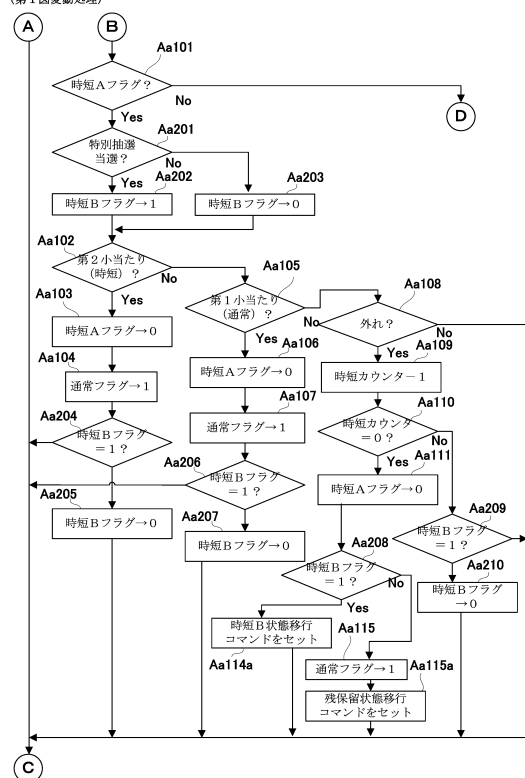 (第1図変動処理)
A
B
Aa101
時短Aフラグ?
No
D
Yes
Aa201
特別抽選
当選?
No
Yes
Aa202
Aa203
時短Bフラグ→1
時短Bフラグ→0
Aa102
第2小当たり
(時短)?
No
Yes
Aa105
第1小当たり
(通常)?
No
Yes
Aa108
外れ?
No
Yes
Aa103
時短Aフラグ→0
Aa106
時短Aフラグ→0
Aa109
時短カウンター1
Aa104
通常フラグ→1
Aa107
通常フラグ→1
Aa110
時短カウンタ
=0?
No
Yes
Aa204
時短Bフラグ
=1?
Aa206
時短Bフラグ
=1?
Aa111
時短Aフラグ→0
Aa205
時短Bフラグ→0
Aa207
時短Bフラグ→0
Aa209
時短Bフラグ
=1?
Aa208
時短Bフラグ
=1?
No
Yes
Aa210
時短Bフラグ
→0
時短B状態移行
コマンドをセット
Aa114a
Aa115
通常フラグ→1
Aa115a
残保留状態移行
コマンドをセット
C